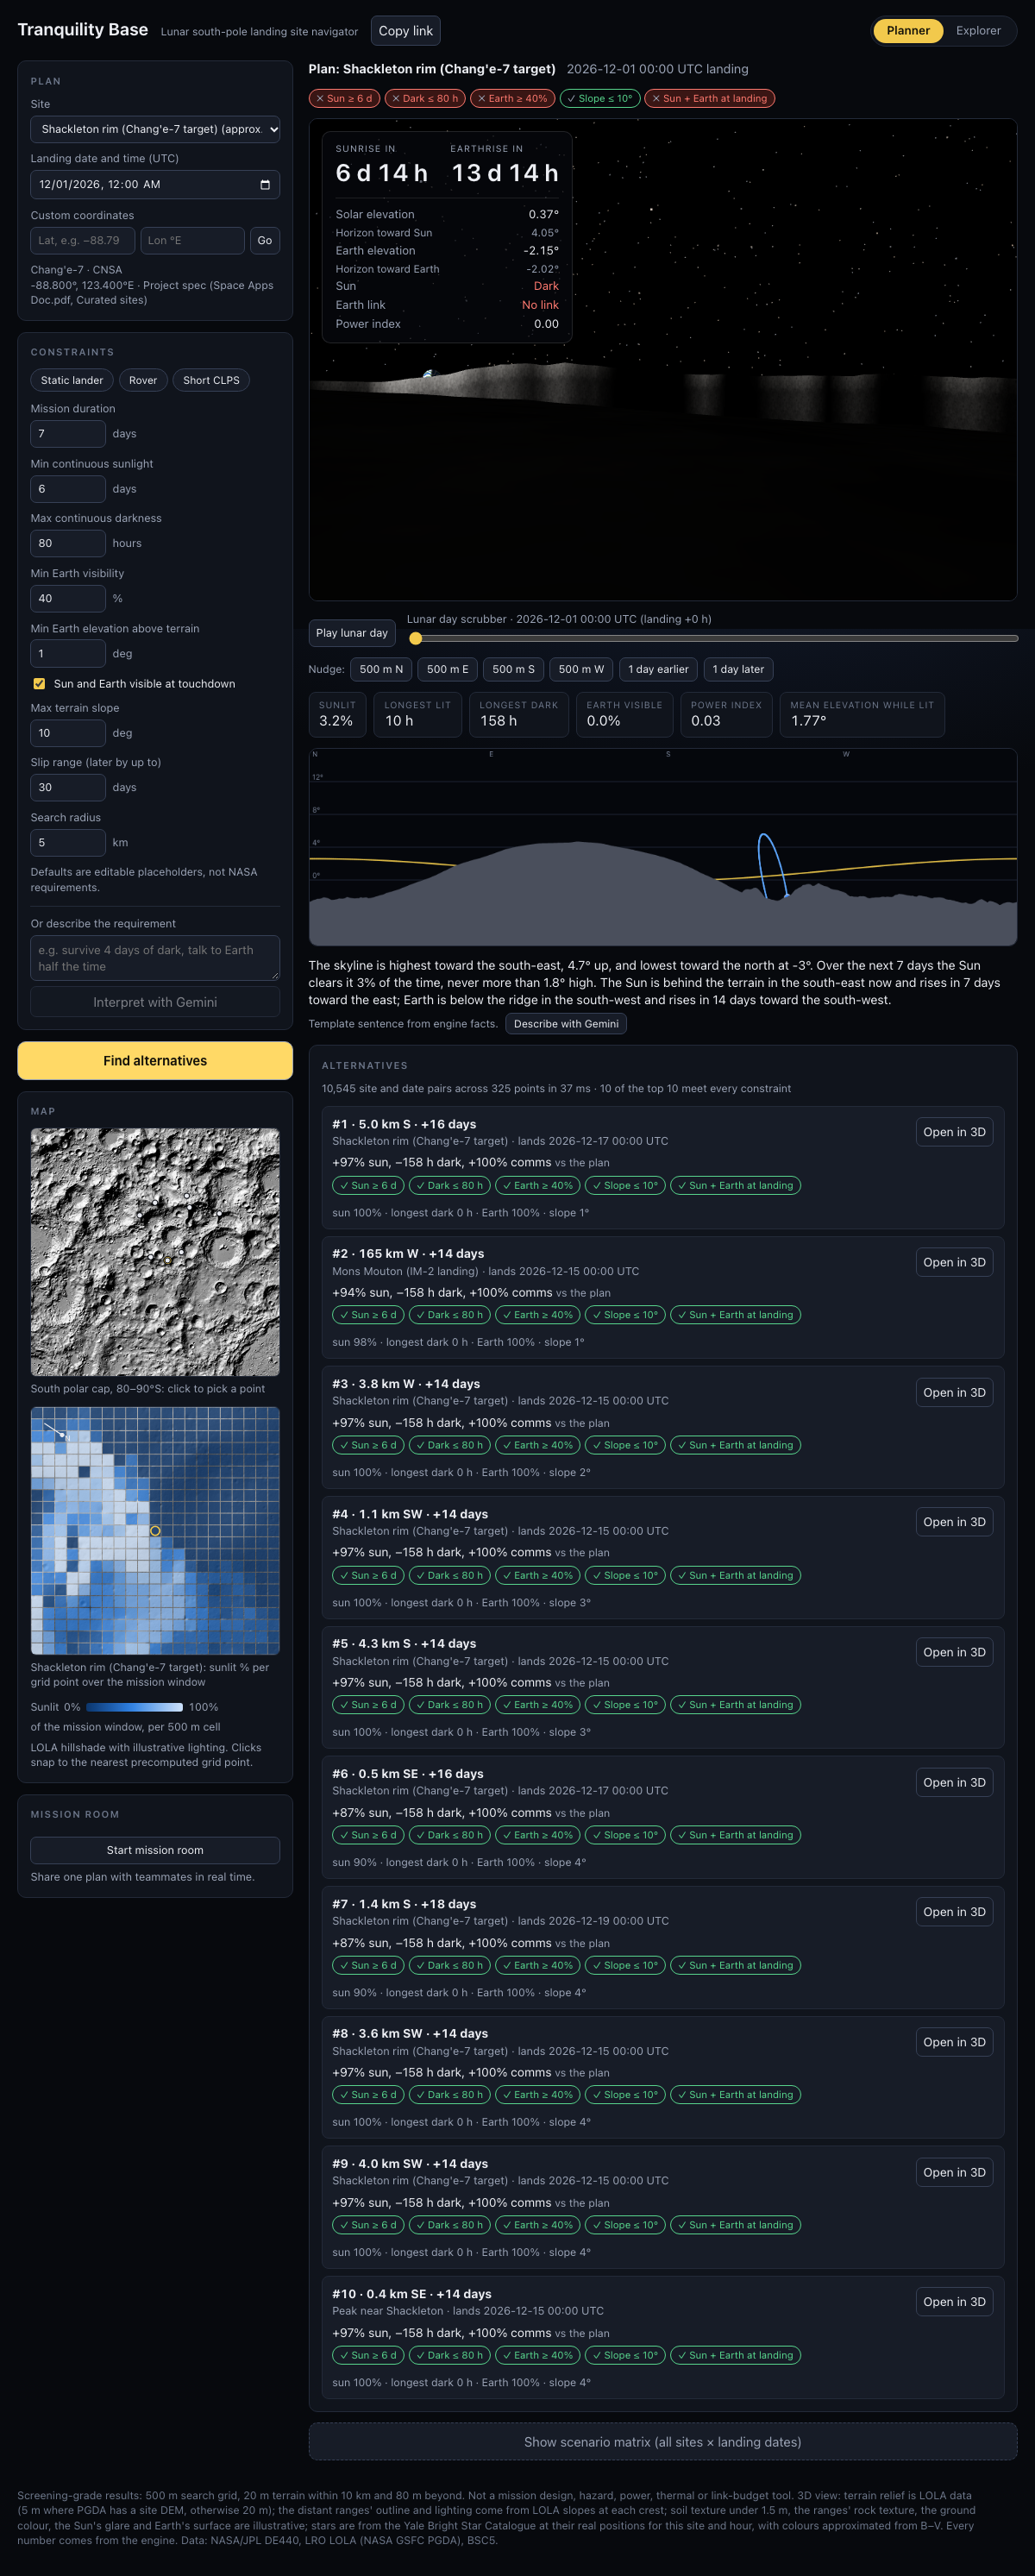 Tranquility Base Lunar south-pole landing site navigator Copy link Planner Explorer
PLAN
Site
Shackleton rim (Chang'e-7 target) (approx.
Landing date and time (UTC)
12/01/2026, 12:00 AM
Custom coordinates
Lat, e.g. −88.79 Lon °E Go
Chang'e-7 · CNSA
-88.800°, 123.400°E · Project spec (Space Apps
Doc.pdf, Curated sites)
CONSTRAINTS
Static lander Rover Short CLPS
Mission duration
7 days
Min continuous sunlight
6 days
Max continuous darkness
80 hours
Min Earth visibility
40 %
Min Earth elevation above terrain
1 deg
Sun and Earth visible at touchdown
Max terrain slope
10 deg
Slip range (later by up to)
30 days
Search radius
5 km
Defaults are editable placeholders, not NASA
requirements.
Or describe the requirement
e.g. survive 4 days of dark, talk to Earth
half the time
Interpret with Gemini
Find alternatives
MAP
South polar cap, 80–90°S: click to pick a point
Shackleton rim (Chang'e-7 target): sunlit % per
grid point over the mission window
Sunlit 0% 100%
of the mission window, per 500 m cell
LOLA hillshade with illustrative lighting. Clicks
snap to the nearest precomputed grid point.
MISSION ROOM
Start mission room
Share one plan with teammates in real time.
Plan: Shackleton rim (Chang'e-7 target) 2026-12-01 00:00 UTC landing
✕ Sun ≥ 6 d ✕ Dark ≤ 80 h ✕ Earth ≥ 40% ✓ Slope ≤ 10° ✕ Sun + Earth at landing
SUNRISE IN EARTHRISE IN
6 d 14 h 13 d 14 h
Solar elevation 0.37°
Horizon toward Sun 4.05°
Earth elevation -2.15°
Horizon toward Earth -2.02°
Sun Dark
Earth link No link
Power index 0.00
Play lunar day Lunar day scrubber · 2026-12-01 00:00 UTC (landing +0 h)
Nudge: 500 m N 500 m E 500 m S 500 m W 1 day earlier 1 day later
SUNLIT LONGEST LIT LONGEST DARK EARTH VISIBLE POWER INDEX MEAN ELEVATION WHILE LIT
3.2% 10 h 158 h 0.0% 0.03 1.77°
N E S W
12°
8°
4°
0°
The skyline is highest toward the south-east, 4.7° up, and lowest toward the north at -3°. Over the next 7 days the Sun
clears it 3% of the time, never more than 1.8° high. The Sun is behind the terrain in the south-east now and rises in 7 days
toward the east; Earth is below the ridge in the south-west and rises in 14 days toward the south-west.
Template sentence from engine facts. Describe with Gemini
ALTERNATIVES
10,545 site and date pairs across 325 points in 37 ms · 10 of the top 10 meet every constraint
#1 · 5.0 km S · +16 days Open in 3D
Shackleton rim (Chang'e-7 target) · lands 2026-12-17 00:00 UTC
+97% sun, −158 h dark, +100% comms vs the plan
✓ Sun ≥ 6 d ✓ Dark ≤ 80 h ✓ Earth ≥ 40% ✓ Slope ≤ 10° ✓ Sun + Earth at landing
sun 100% · longest dark 0 h · Earth 100% · slope 1°
#2 · 165 km W · +14 days Open in 3D
Mons Mouton (IM-2 landing) · lands 2026-12-15 00:00 UTC
+94% sun, −158 h dark, +100% comms vs the plan
✓ Sun ≥ 6 d ✓ Dark ≤ 80 h ✓ Earth ≥ 40% ✓ Slope ≤ 10° ✓ Sun + Earth at landing
sun 98% · longest dark 0 h · Earth 100% · slope 1°
#3 · 3.8 km W · +14 days Open in 3D
Shackleton rim (Chang'e-7 target) · lands 2026-12-15 00:00 UTC
+97% sun, −158 h dark, +100% comms vs the plan
✓ Sun ≥ 6 d ✓ Dark ≤ 80 h ✓ Earth ≥ 40% ✓ Slope ≤ 10° ✓ Sun + Earth at landing
sun 100% · longest dark 0 h · Earth 100% · slope 2°
#4 · 1.1 km SW · +14 days Open in 3D
Shackleton rim (Chang'e-7 target) · lands 2026-12-15 00:00 UTC
+97% sun, −158 h dark, +100% comms vs the plan
✓ Sun ≥ 6 d ✓ Dark ≤ 80 h ✓ Earth ≥ 40% ✓ Slope ≤ 10° ✓ Sun + Earth at landing
sun 100% · longest dark 0 h · Earth 100% · slope 3°
#5 · 4.3 km S · +14 days Open in 3D
Shackleton rim (Chang'e-7 target) · lands 2026-12-15 00:00 UTC
+97% sun, −158 h dark, +100% comms vs the plan
✓ Sun ≥ 6 d ✓ Dark ≤ 80 h ✓ Earth ≥ 40% ✓ Slope ≤ 10° ✓ Sun + Earth at landing
sun 100% · longest dark 0 h · Earth 100% · slope 3°
#6 · 0.5 km SE · +16 days Open in 3D
Shackleton rim (Chang'e-7 target) · lands 2026-12-17 00:00 UTC
+87% sun, −158 h dark, +100% comms vs the plan
✓ Sun ≥ 6 d ✓ Dark ≤ 80 h ✓ Earth ≥ 40% ✓ Slope ≤ 10° ✓ Sun + Earth at landing
sun 90% · longest dark 0 h · Earth 100% · slope 4°
#7 · 1.4 km S · +18 days Open in 3D
Shackleton rim (Chang'e-7 target) · lands 2026-12-19 00:00 UTC
+87% sun, −158 h dark, +100% comms vs the plan
✓ Sun ≥ 6 d ✓ Dark ≤ 80 h ✓ Earth ≥ 40% ✓ Slope ≤ 10° ✓ Sun + Earth at landing
sun 90% · longest dark 0 h · Earth 100% · slope 4°
#8 · 3.6 km SW · +14 days Open in 3D
Shackleton rim (Chang'e-7 target) · lands 2026-12-15 00:00 UTC
+97% sun, −158 h dark, +100% comms vs the plan
✓ Sun ≥ 6 d ✓ Dark ≤ 80 h ✓ Earth ≥ 40% ✓ Slope ≤ 10° ✓ Sun + Earth at landing
sun 100% · longest dark 0 h · Earth 100% · slope 4°
#9 · 4.0 km SW · +14 days Open in 3D
Shackleton rim (Chang'e-7 target) · lands 2026-12-15 00:00 UTC
+97% sun, −158 h dark, +100% comms vs the plan
✓ Sun ≥ 6 d ✓ Dark ≤ 80 h ✓ Earth ≥ 40% ✓ Slope ≤ 10° ✓ Sun + Earth at landing
sun 100% · longest dark 0 h · Earth 100% · slope 4°
#10 · 0.4 km SE · +14 days Open in 3D
Peak near Shackleton · lands 2026-12-15 00:00 UTC
+97% sun, −158 h dark, +100% comms vs the plan
✓ Sun ≥ 6 d ✓ Dark ≤ 80 h ✓ Earth ≥ 40% ✓ Slope ≤ 10° ✓ Sun + Earth at landing
sun 100% · longest dark 0 h · Earth 100% · slope 4°
Show scenario matrix (all sites × landing dates)
Screening-grade results: 500 m search grid, 20 m terrain within 10 km and 80 m beyond. Not a mission design, hazard, power, thermal or link-budget tool. 3D view: terrain relief is LOLA data
(5 m where PGDA has a site DEM, otherwise 20 m); the distant ranges' outline and lighting come from LOLA slopes at each crest; soil texture under 1.5 m, the ranges' rock texture, the ground
colour, the Sun's glare and Earth's surface are illustrative; stars are from the Yale Bright Star Catalogue at their real positions for this site and hour, with colours approximated from B−V. Every
number comes from the engine. Data: NASA/JPL DE440, LRO LOLA (NASA GSFC PGDA), BSC5.